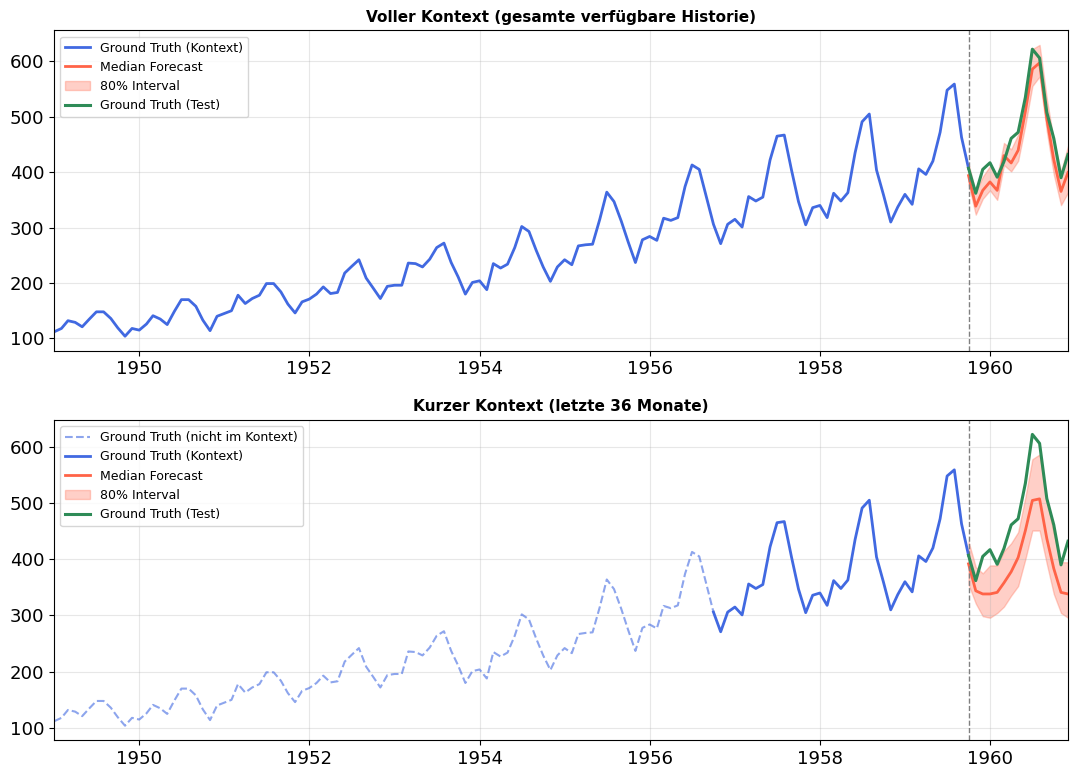 Voller Kontext (gesamte verfügbare Historie)
Ground Truth (Kontext)
Median Forecast
80% Interval
Ground Truth (Test)
600
500
400
300
200
100
1950 1952 1954 1956 1958 1960
Kurzer Kontext (letzte 36 Monate)
Ground Truth (nicht im Kontext)
Ground Truth (Kontext)
Median Forecast
80% Interval
Ground Truth (Test)
600
500
400
300
200
100
1950 1952 1954 1956 1958 1960